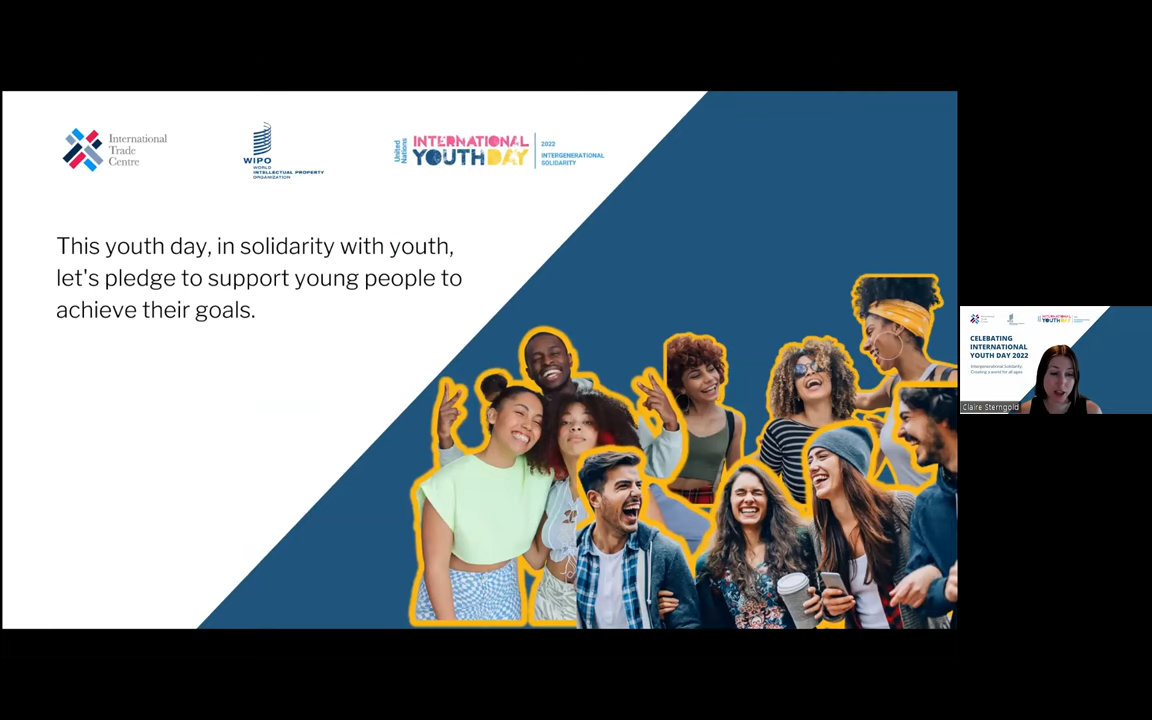 International
Trade
Centre
WIPO
WORLD
INTELLECTUAL PROPERTY
ORGANIZATION
United
Nations
INTERNATIONAL
YOUTH DAY
2022
INTERGENERATIONAL
SOLIDARITY
This youth day, in solidarity with youth,
let's pledge to support young people to
achieve their goals.
CELEBATING
INTERNATIONAL
YOUTH DAY 2022
Intergenerational Solidarity:
Creating a world for all ages
Claire Sterngold